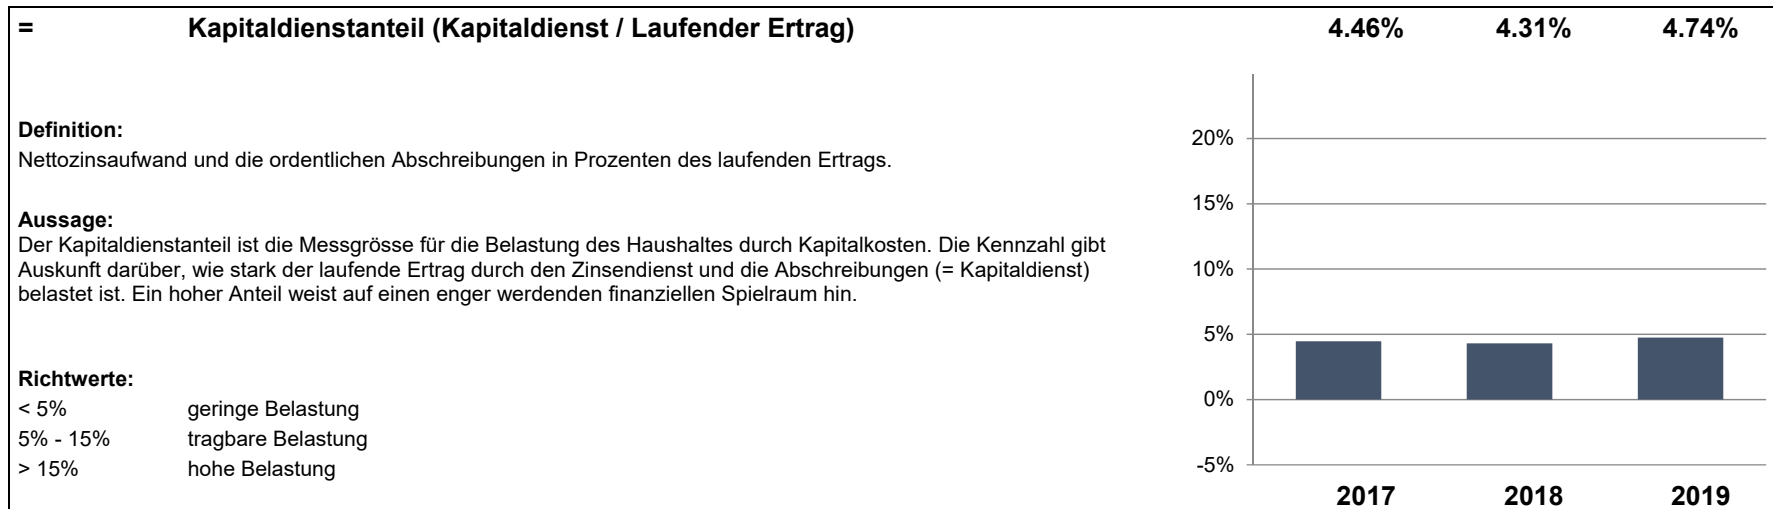 = Kapitaldienstanteil (Kapitaldienst / Laufender Ertrag) 4.46% 4.31% 4.74%
Definition:
Nettozinsaufwand und die ordentlichen Abschreibungen in Prozenten des laufenden Ertrags.
Aussage:
Der Kapitaldienstanteil ist die Messgrösse für die Belastung des Haushaltes durch Kapitalkosten. Die Kennzahl gibt
Auskunft darüber, wie stark der laufende Ertrag durch den Zinsendienst und die Abschreibungen (= Kapitaldienst)
belastet ist. Ein hoher Anteil weist auf einen enger werdenden finanziellen Spielraum hin.
Richtwerte:
< 5% geringe Belastung
5% - 15% tragbare Belastung
> 15% hohe Belastung
20%
15%
10%
5%
0%
-5%
2017 2018 2019